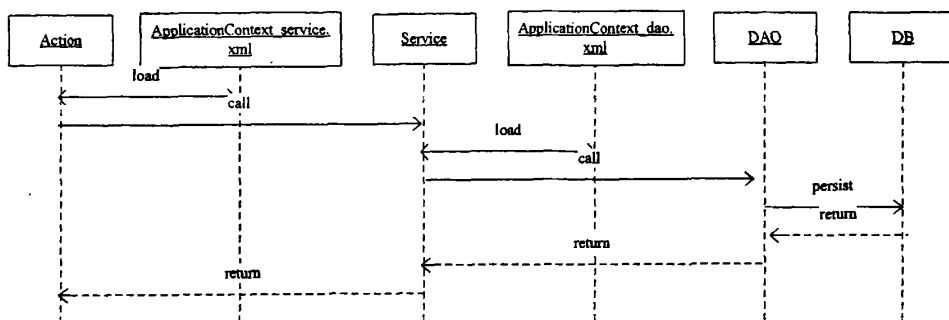 Action
ApplicationContext_service.
xml
Service
ApplicationContext_dao.
xml
DAO
DB
load
call
load
call
persist
return
return
return